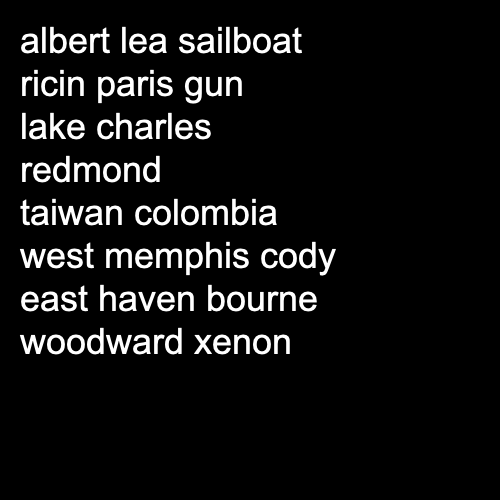 albert lea sailboat
ricin paris gun
lake charles
redmond
taiwan colombia
west memphis cody
east haven bourne
woodward xenon